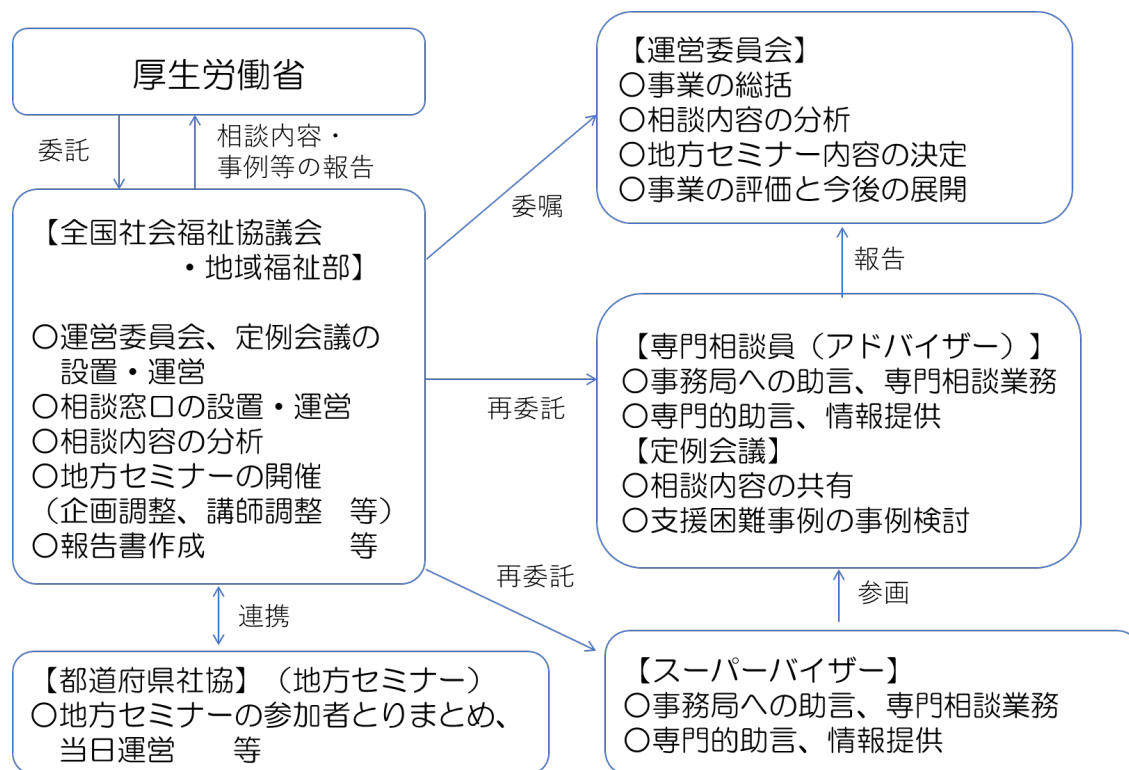 厚生労働省
委託
相談内容・
事例等の報告
【全国社会福祉協議会
・地域福祉部】
○運営委員会、定例会議の
設置・運営
○相談窓口の設置・運営
○相談内容の分析
○地方セミナーの開催
（企画調整、講師調整　等）
○報告書作成　　　　　等
連携
【都道府県社協】（地方セミナー）
○地方セミナーの参加者とりまとめ、
当日運営　　等
委嘱
再委託
再委託
【運営委員会】
○事業の総括
○相談内容の分析
○地方セミナー内容の決定
○事業の評価と今後の展開
報告
【専門相談員（アドバイザー）】
○事務局への助言、専門相談業務
○専門的助言、情報提供
【定例会議】
○相談内容の共有
○支援困難事例の事例検討
参画
【スーパーバイザー】
○事務局への助言、専門相談業務
○専門的助言、情報提供